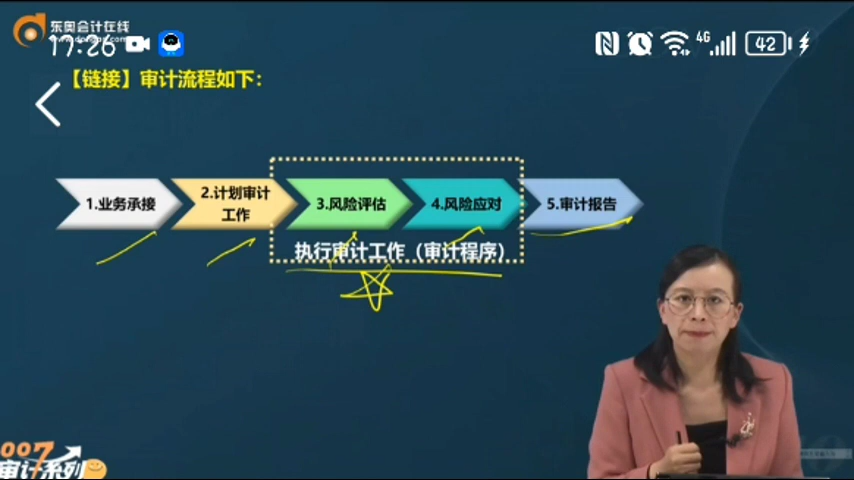 东奥会计在线
17:26
4G
42
【链接】审计流程如下：
1.业务承接
2.计划审计
工作
3.风险评估
4.风险应对
5.审计报告
执行审计工作（审计程序）
007
审计系列